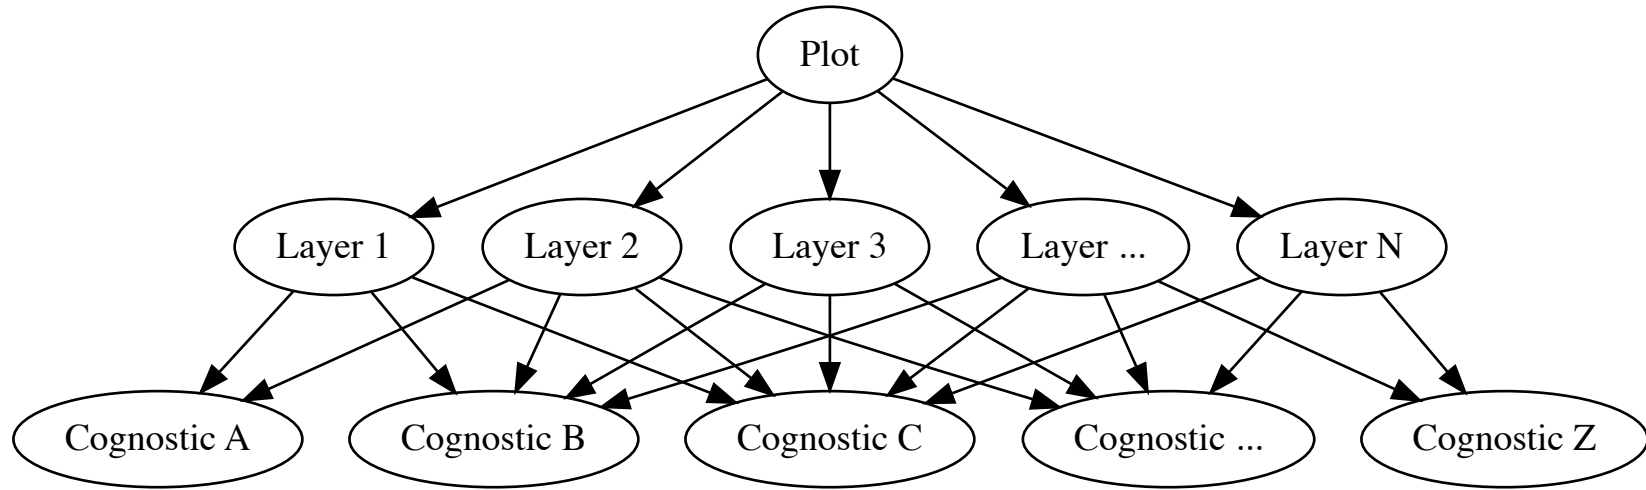 Plot
Layer 1
Layer 2
Layer 3
Layer ...
Layer N
Cognostic A
Cognostic B
Cognostic C
Cognostic ...
Cognostic Z